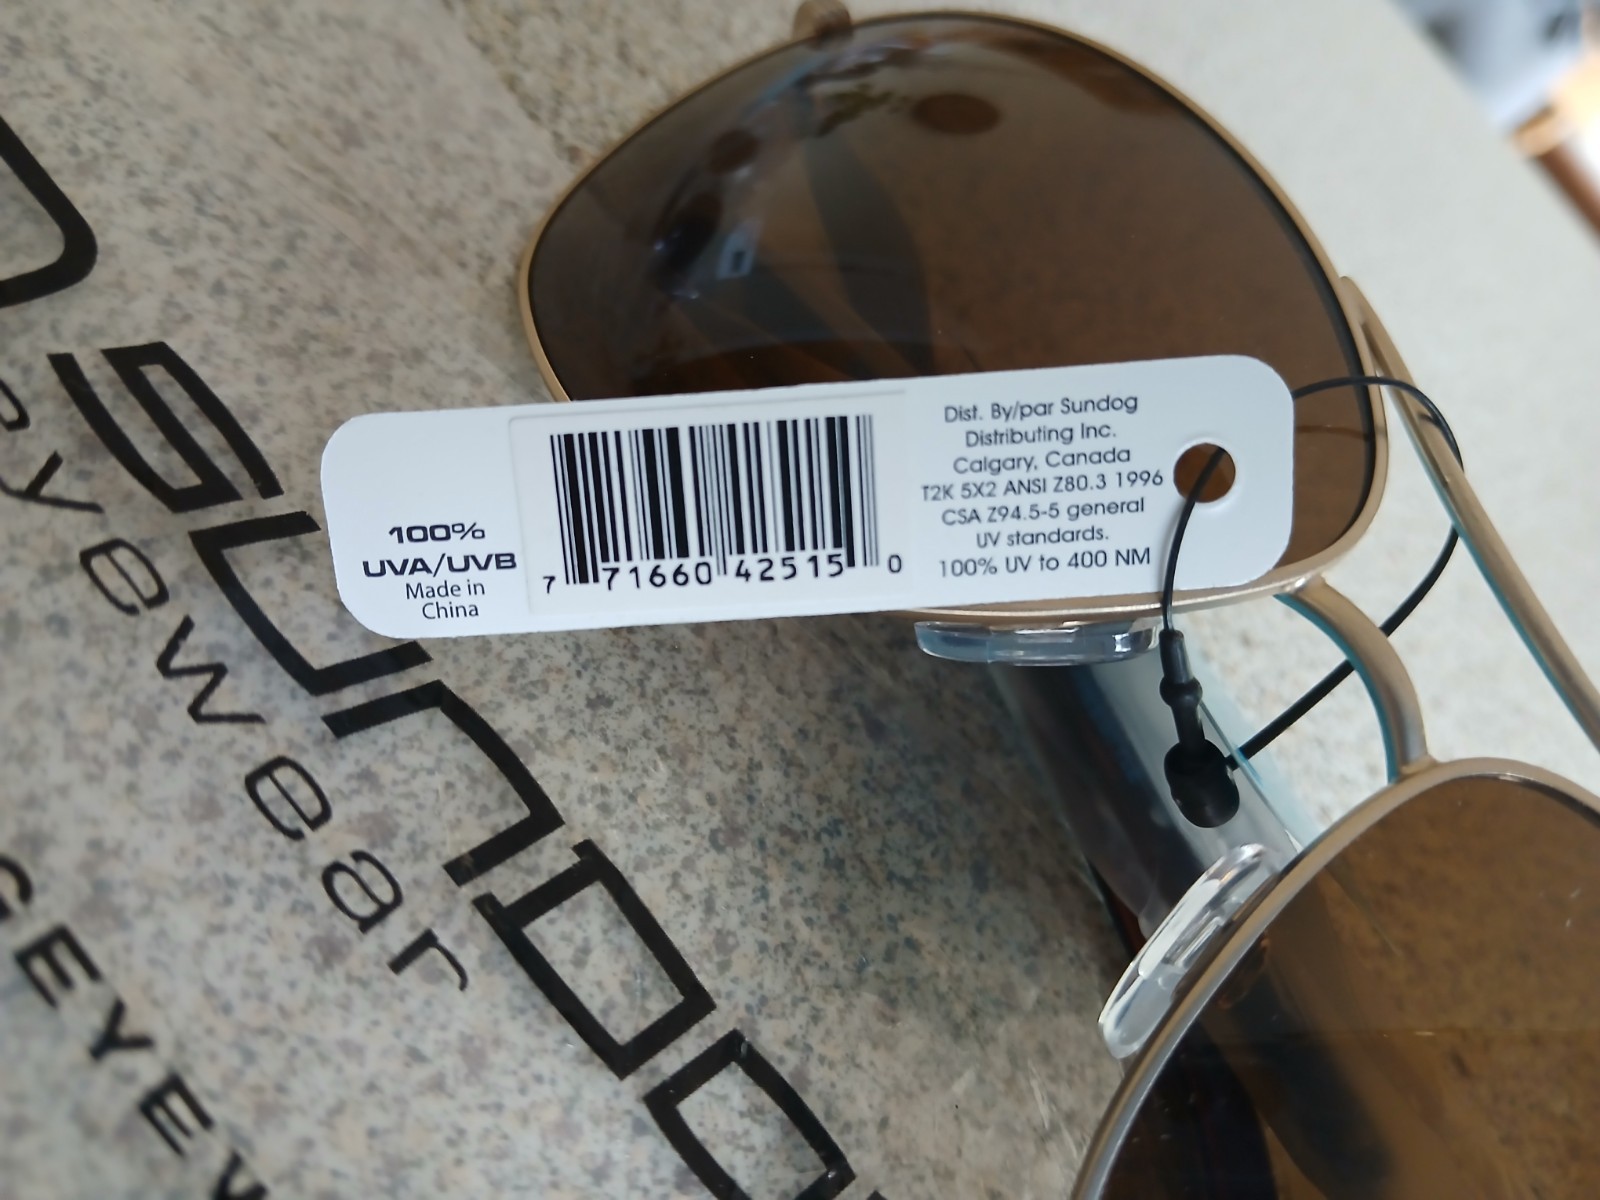 100%
UVA/UVB
Made in
China
7 71660 42515 0
Dist. By/par Sundog
Distributing Inc.
Calgary, Canada
T2K 5X2 ANSI Z80.3 1996
CSA Z94.5-5 general
UV standards.
100% UV to 400 NM
sundo
eyewear